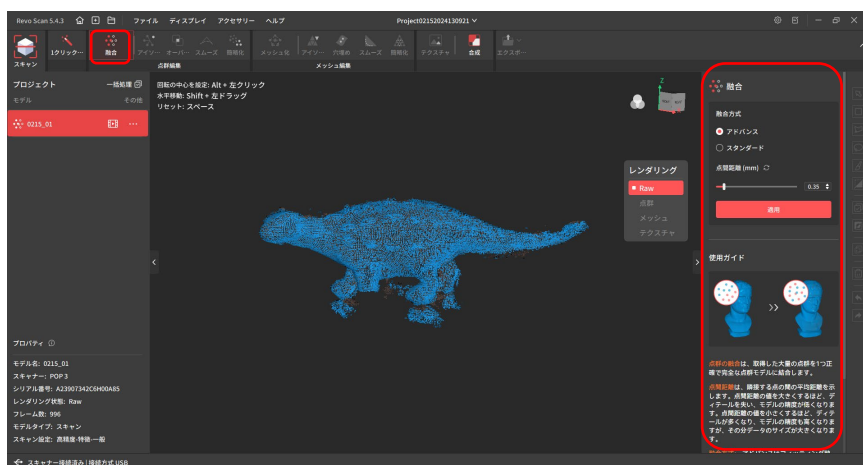 Revo Scan 5.4.3 ファイル ディスプレイ アクセサリー ヘルプ Project02152024130921
スキャン 1クリック… 融合 アイソ… オーバー… スムーズ 簡略化 メッシュ化 アイソ… 穴埋め スムーズ 簡略化 テクスチャ 合成 エクスポ…
点群編集 メッシュ編集
プロジェクト 一括処理
モデル その他
0215_01
回転の中心を設定: Alt + 左クリック
水平移動: Shift + 左ドラッグ
リセット: スペース
Z
レンダリング
Raw
点群
メッシュ
テクスチャ
プロパティ
モデル名: 0215_01
スキャナー: POP 3
シリアル番号: A23907342C6H00A85
レンダリング状態: Raw
フレーム数: 996
モデルタイプ: スキャン
スキャン設定: 高精度-特徴-一般
スキャナー接続済み | 接続方式 USB
融合
融合方式
アドバンス
スタンダード
点間距離 (mm)
0.35
適用
使用ガイド
点群の融合は、取得した大量の点群を1つ正
確で完全な点群モデルに結合します。
点間距離は、隣接する点の間の平均距離を示
します。点間距離の値を大きくするほど、デ
ィテールを失い、モデルの精度が低くなりま
す。点間距離の値を小さくするほど、ディテ
ールが多くなり、モデルの精度も高くなりま
すが、その分データのサイズが大きくなりま
す。